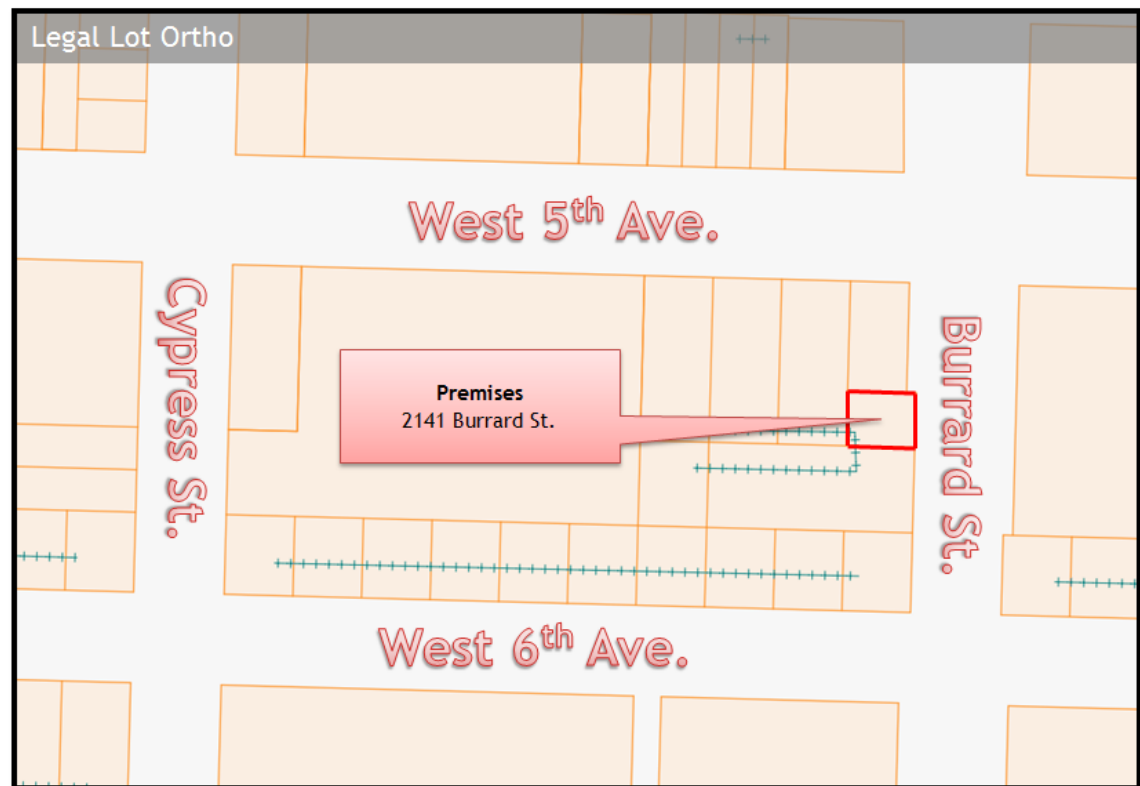 Legal Lot Ortho
West 5th Ave.
Cypress St.
Premises
2141 Burrard St.
Burrard St.
West 6th Ave.